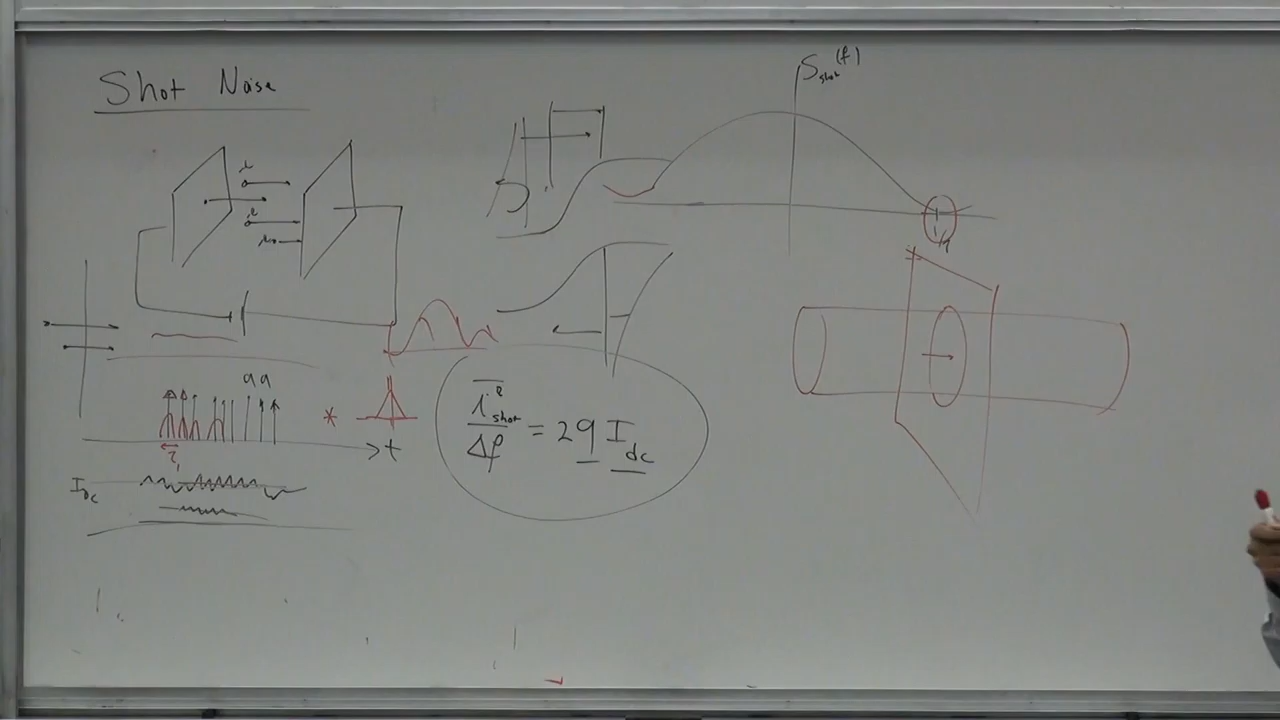 Shot Noise
S_shot(f)
q q
*
t
I_DC
i²_shot / Δf = 2q I_dc